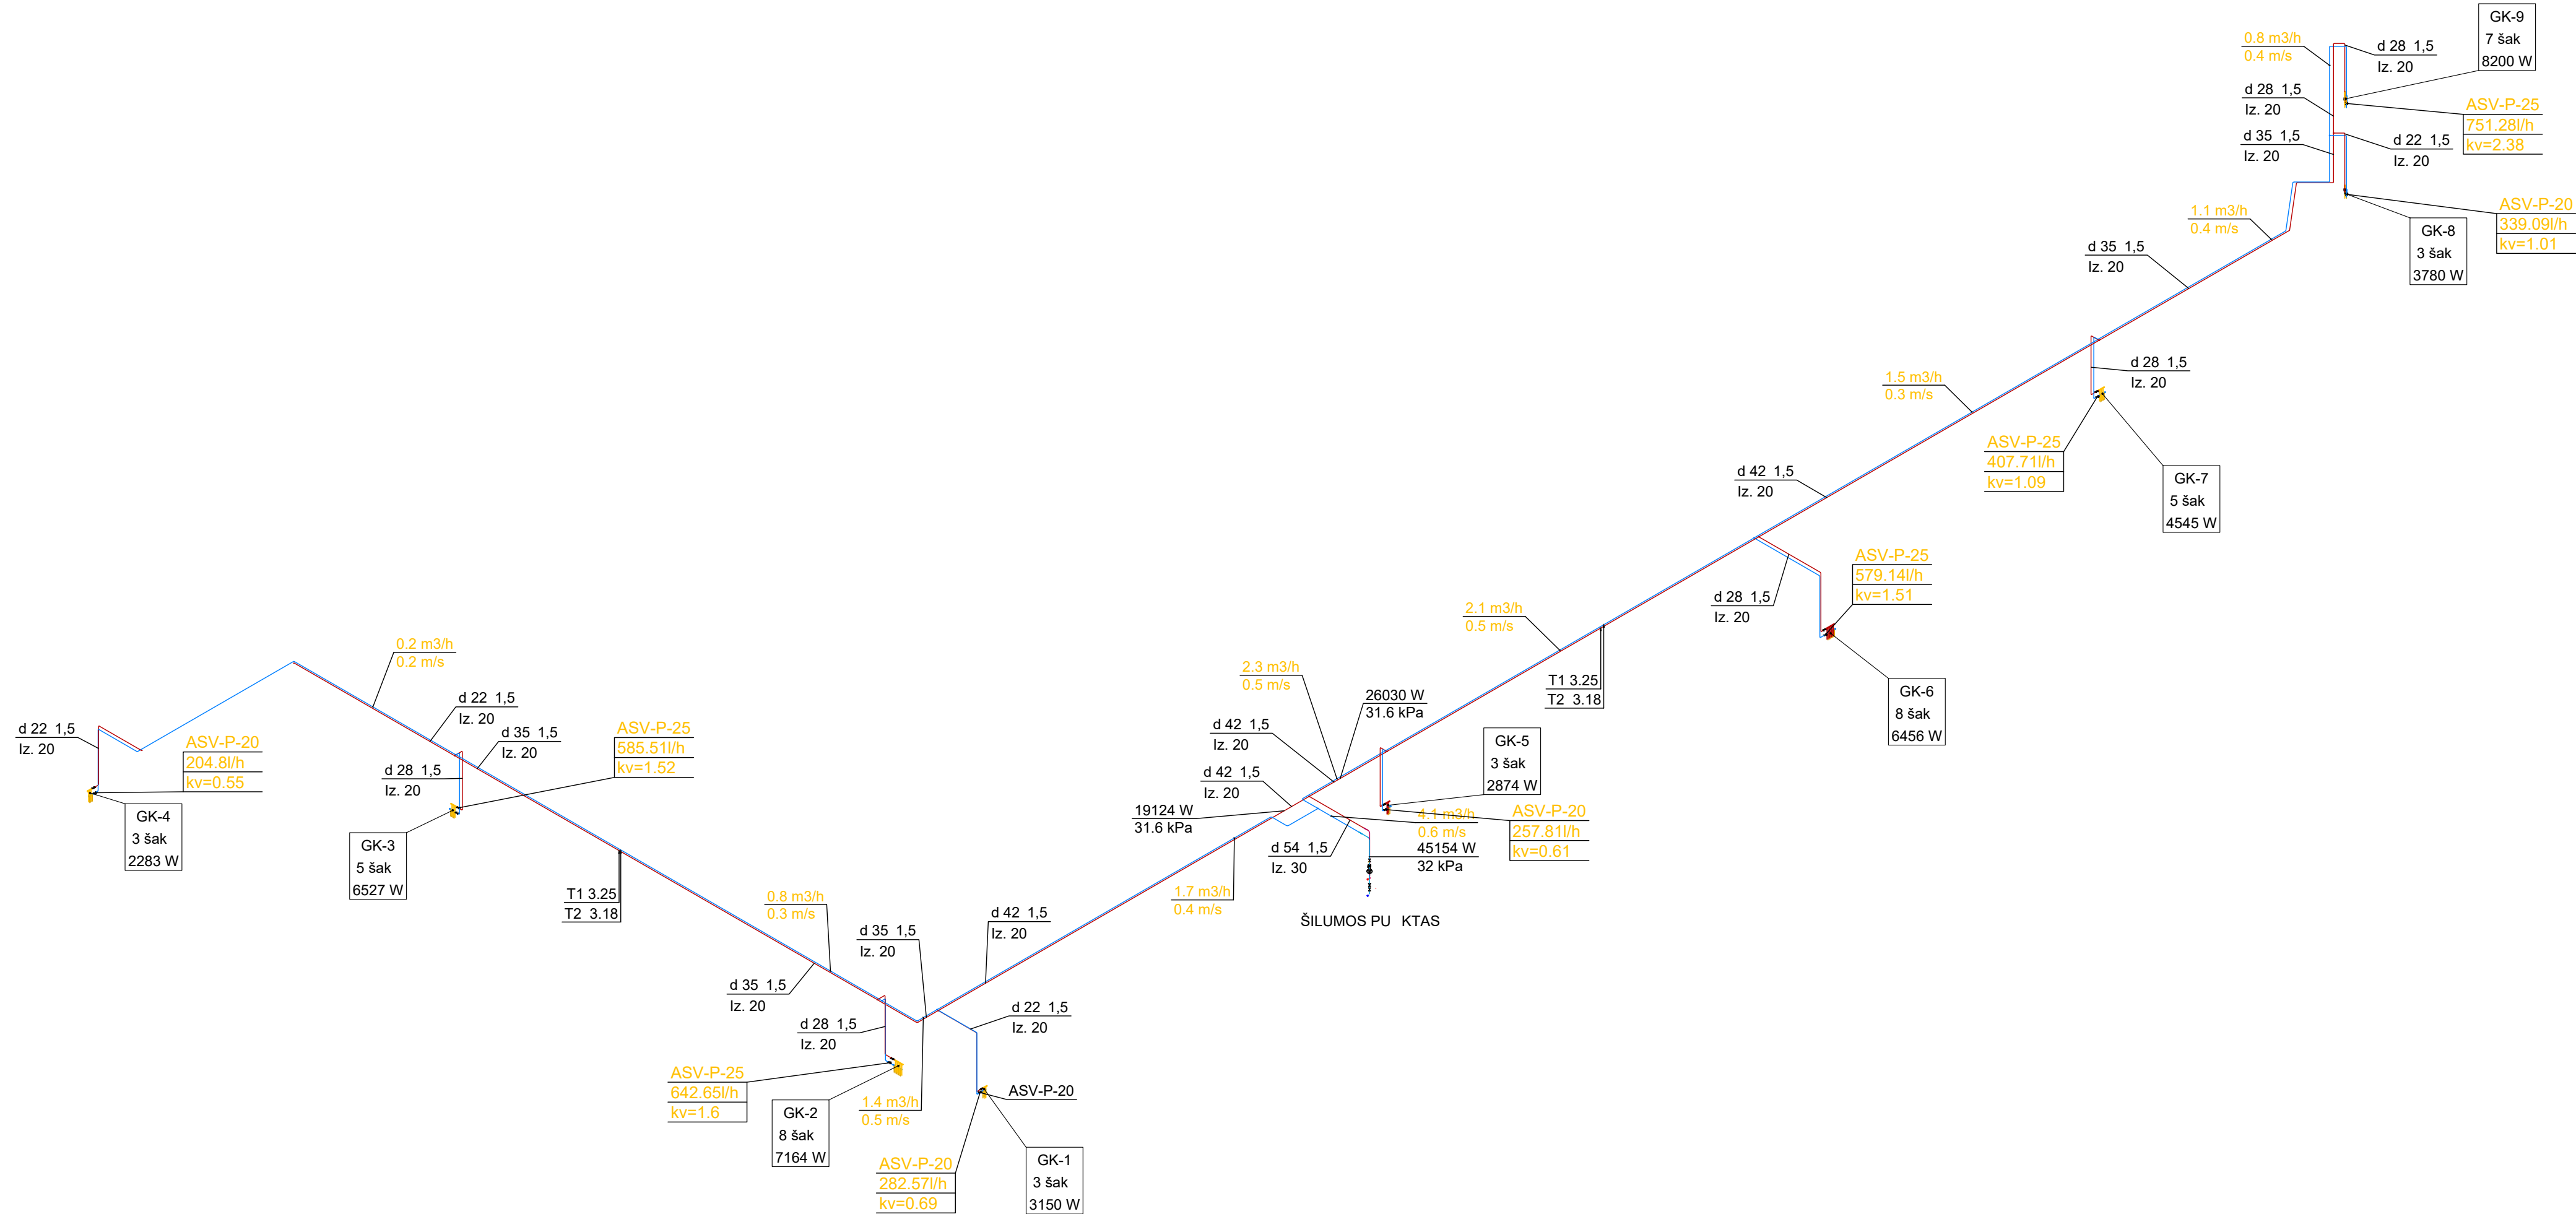 GK-9
7 šak
8200 W
0.8 m3/h
0.4 m/s
d 28  1,5
Iz. 20
d 28  1,5
Iz. 20
ASV-P-25
751.28l/h
kv=2.38
d 35  1,5
Iz. 20
d 22  1,5
Iz. 20
ASV-P-20
339.09l/h
kv=1.01
GK-8
3 šak
3780 W
1.1 m3/h
0.4 m/s
d 35  1,5
Iz. 20
d 28  1,5
Iz. 20
1.5 m3/h
0.3 m/s
ASV-P-25
407.71l/h
kv=1.09
GK-7
5 šak
4545 W
d 42  1,5
Iz. 20
ASV-P-25
579.14l/h
kv=1.51
d 28  1,5
Iz. 20
GK-6
8 šak
6456 W
2.1 m3/h
0.5 m/s
T1 3.25
T2  3.18
2.3 m3/h
0.5 m/s
26030 W
31.6 kPa
d 42  1,5
Iz. 20
GK-5
3 šak
2874 W
d 42  1,5
Iz. 20
19124 W
31.6 kPa
4.1 m3/h
0.6 m/s
ASV-P-20
257.81l/h
kv=0.61
d 54  1,5
Iz. 30
45154 W
32 kPa
ŠILUMOS PU   KTAS
1.7 m3/h
0.4 m/s
0.2 m3/h
0.2 m/s
d 22  1,5
Iz. 20
d 22  1,5
Iz. 20
ASV-P-20
204.8l/h
kv=0.55
GK-4
3 šak
2283 W
d 35  1,5
Iz. 20
ASV-P-25
585.51l/h
kv=1.52
d 28  1,5
Iz. 20
GK-3
5 šak
6527 W
T1 3.25
T2  3.18
0.8 m3/h
0.3 m/s
d 35  1,5
Iz. 20
d 42  1,5
Iz. 20
d 35  1,5
Iz. 20
d 28  1,5
Iz. 20
d 22  1,5
Iz. 20
ASV-P-25
642.65l/h
kv=1.6
GK-2
8 šak
7164 W
1.4 m3/h
0.5 m/s
ASV-P-20
ASV-P-20
282.57l/h
kv=0.69
GK-1
3 šak
3150 W